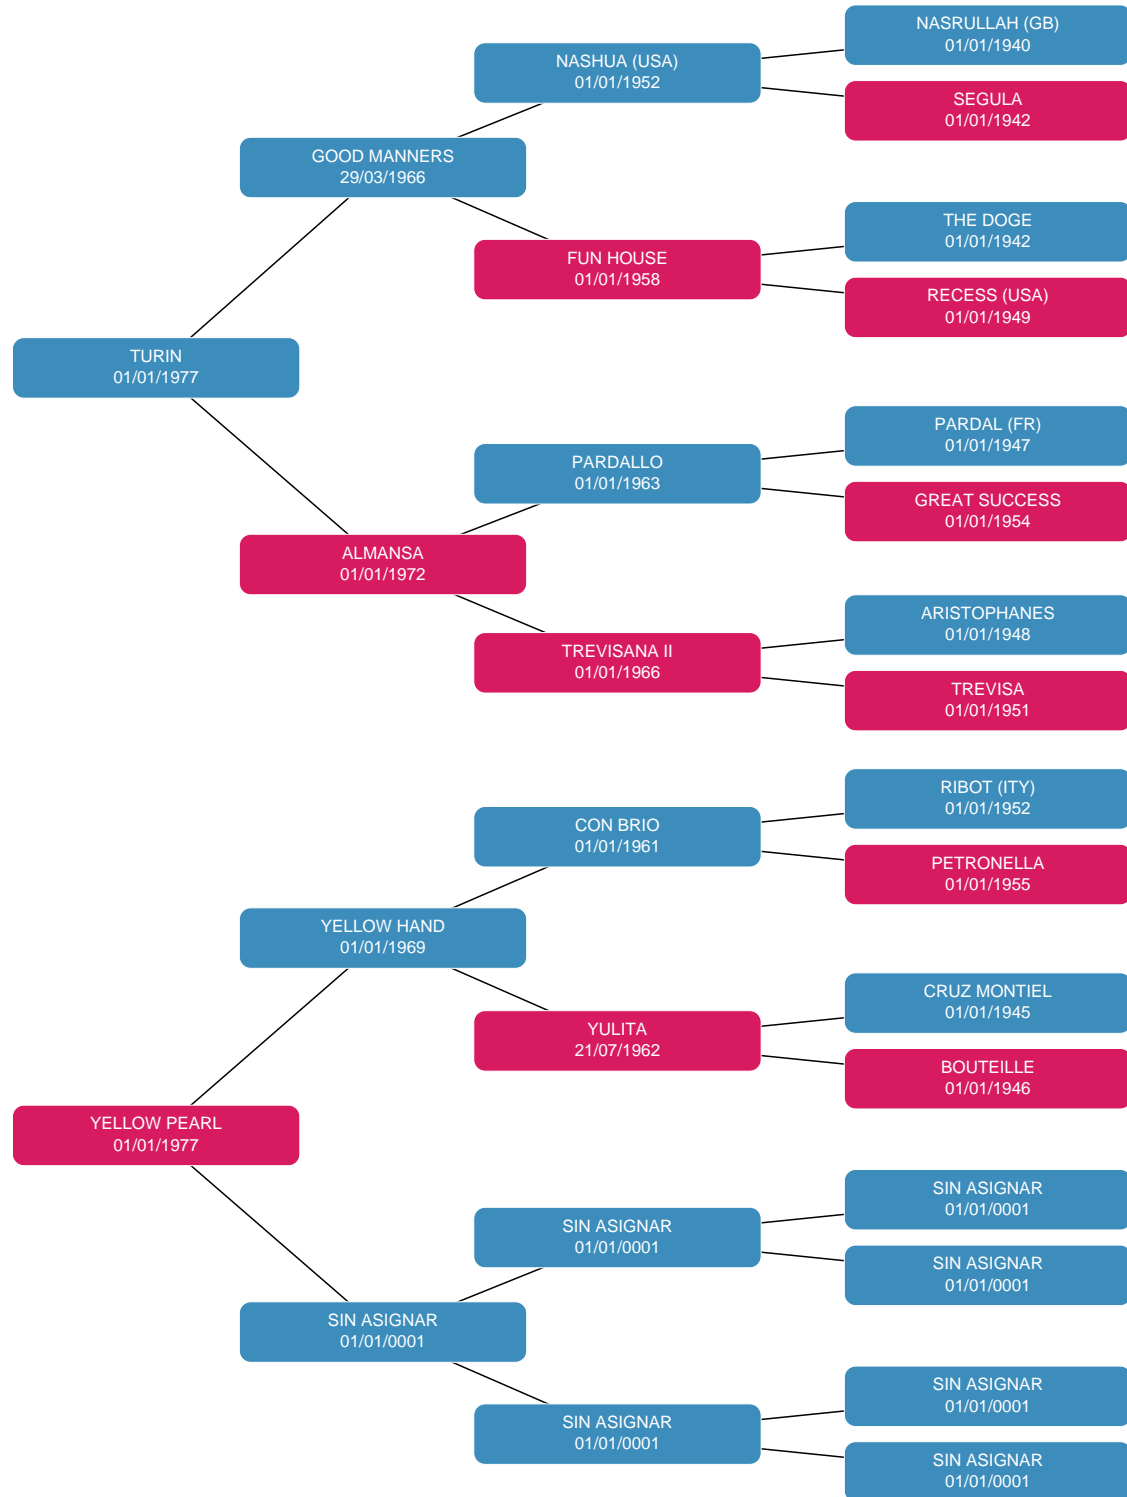 NASRULLAH (GB)
01/01/1940
NASHUA (USA)
01/01/1952
SEGULA
01/01/1942
GOOD MANNERS
29/03/1966
THE DOGE
01/01/1942
FUN HOUSE
01/01/1958
RECESS (USA)
01/01/1949
TURIN
01/01/1977
PARDAL (FR)
01/01/1947
PARDALLO
01/01/1963
GREAT SUCCESS
01/01/1954
ALMANSA
01/01/1972
ARISTOPHANES
01/01/1948
TREVISANA II
01/01/1966
TREVISA
01/01/1951
RIBOT (ITY)
01/01/1952
CON BRIO
01/01/1961
PETRONELLA
01/01/1955
YELLOW HAND
01/01/1969
CRUZ MONTIEL
01/01/1945
YULITA
21/07/1962
BOUTEILLE
01/01/1946
YELLOW PEARL
01/01/1977
SIN ASIGNAR
01/01/0001
SIN ASIGNAR
01/01/0001
SIN ASIGNAR
01/01/0001
SIN ASIGNAR
01/01/0001
SIN ASIGNAR
01/01/0001
SIN ASIGNAR
01/01/0001
SIN ASIGNAR
01/01/0001